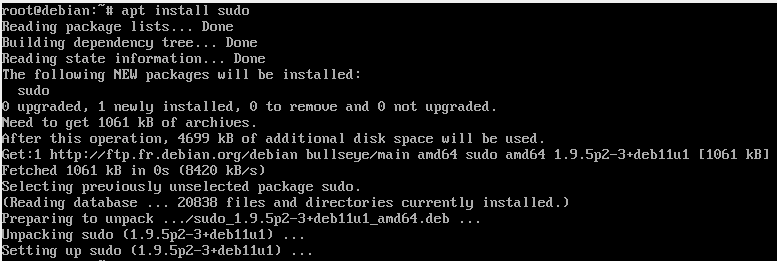 root@debian:~# apt install sudo
Reading package lists... Done
Building dependency tree... Done
Reading state information... Done
The following NEW packages will be installed:
  sudo
0 upgraded, 1 newly installed, 0 to remove and 0 not upgraded.
Need to get 1061 kB of archives.
After this operation, 4699 kB of additional disk space will be used.
Get:1 http://ftp.fr.debian.org/debian bullseye/main amd64 sudo amd64 1.9.5p2-3+deb11u1 [1061 kB]
Fetched 1061 kB in 0s (8420 kB/s)
Selecting previously unselected package sudo.
(Reading database ... 20838 files and directories currently installed.)
Preparing to unpack .../sudo_1.9.5p2-3+deb11u1_amd64.deb ...
Unpacking sudo (1.9.5p2-3+deb11u1) ...
Setting up sudo (1.9.5p2-3+deb11u1) ...